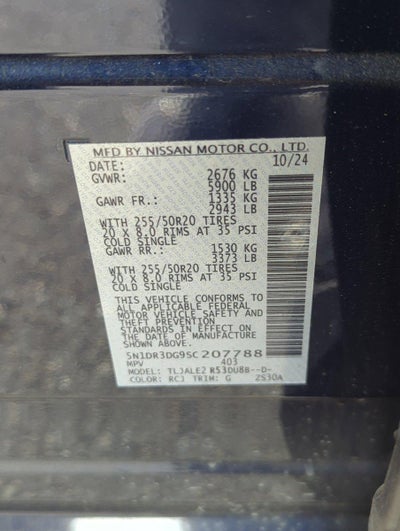 MFD BY NISSAN MOTOR CO., LTD.
DATE: 10/24
GVWR: 2676 KG
5900 LB
GAWR FR.: 1335 KG
2943 LB
WITH 255/50R20 TIRES
20 X 8.0 RIMS AT 35 PSI
COLD SINGLE
GAWR RR.: 1530 KG
3373 LB
WITH 255/50R20 TIRES
20 X 8.0 RIMS AT 35 PSI
COLD SINGLE
THIS VEHICLE CONFORMS TO
ALL APPLICABLE FEDERAL
MOTOR VEHICLE SAFETY AND
THEFT PREVENTION
STANDARDS IN EFFECT ON
THE DATE OF MANUFACTURE
SHOWN ABOVE.
5N1DR3DG9SC207788
MPV 403
MODEL: TLJALE2 R53DU8B--D-
COLOR: RCJ TRIM: G ZS30A